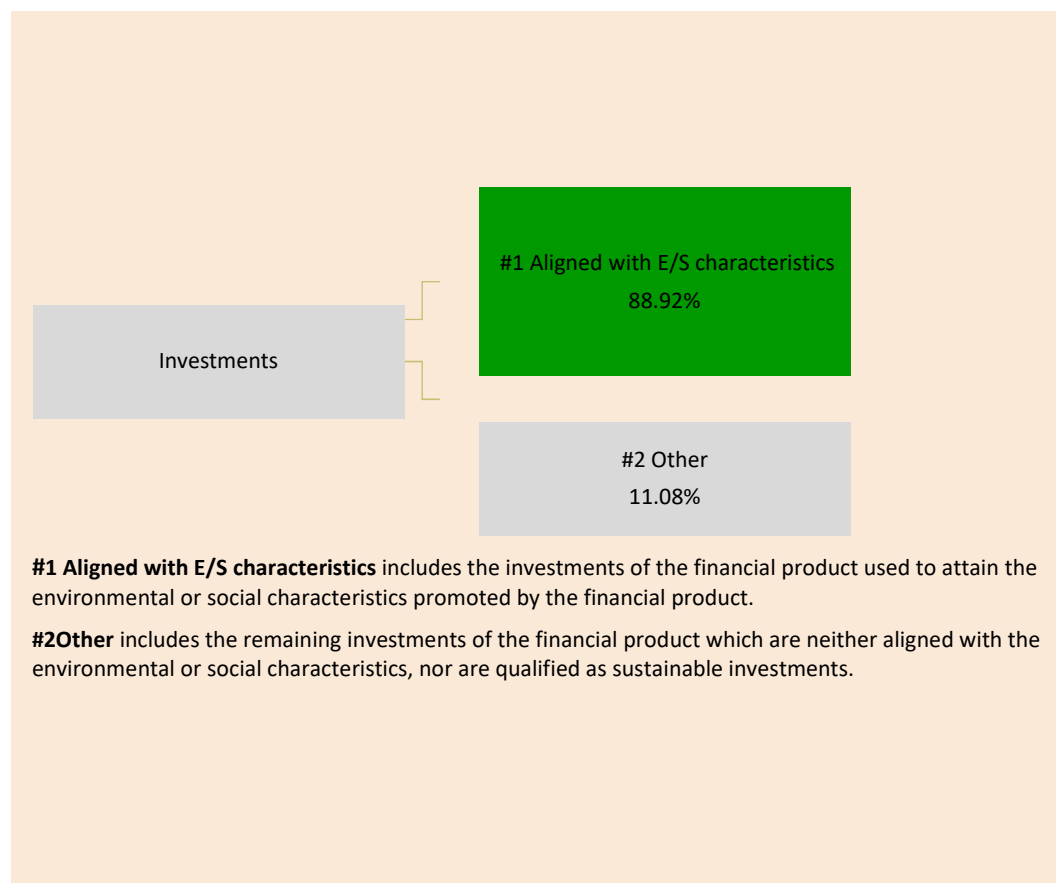 #1 Aligned with E/S characteristics
88.92%
Investments
#2 Other
11.08%
#1 Aligned with E/S characteristics includes the investments of the financial product used to attain the
environmental or social characteristics promoted by the financial product.
#2Other includes the remaining investments of the financial product which are neither aligned with the
environmental or social characteristics, nor are qualified as sustainable investments.